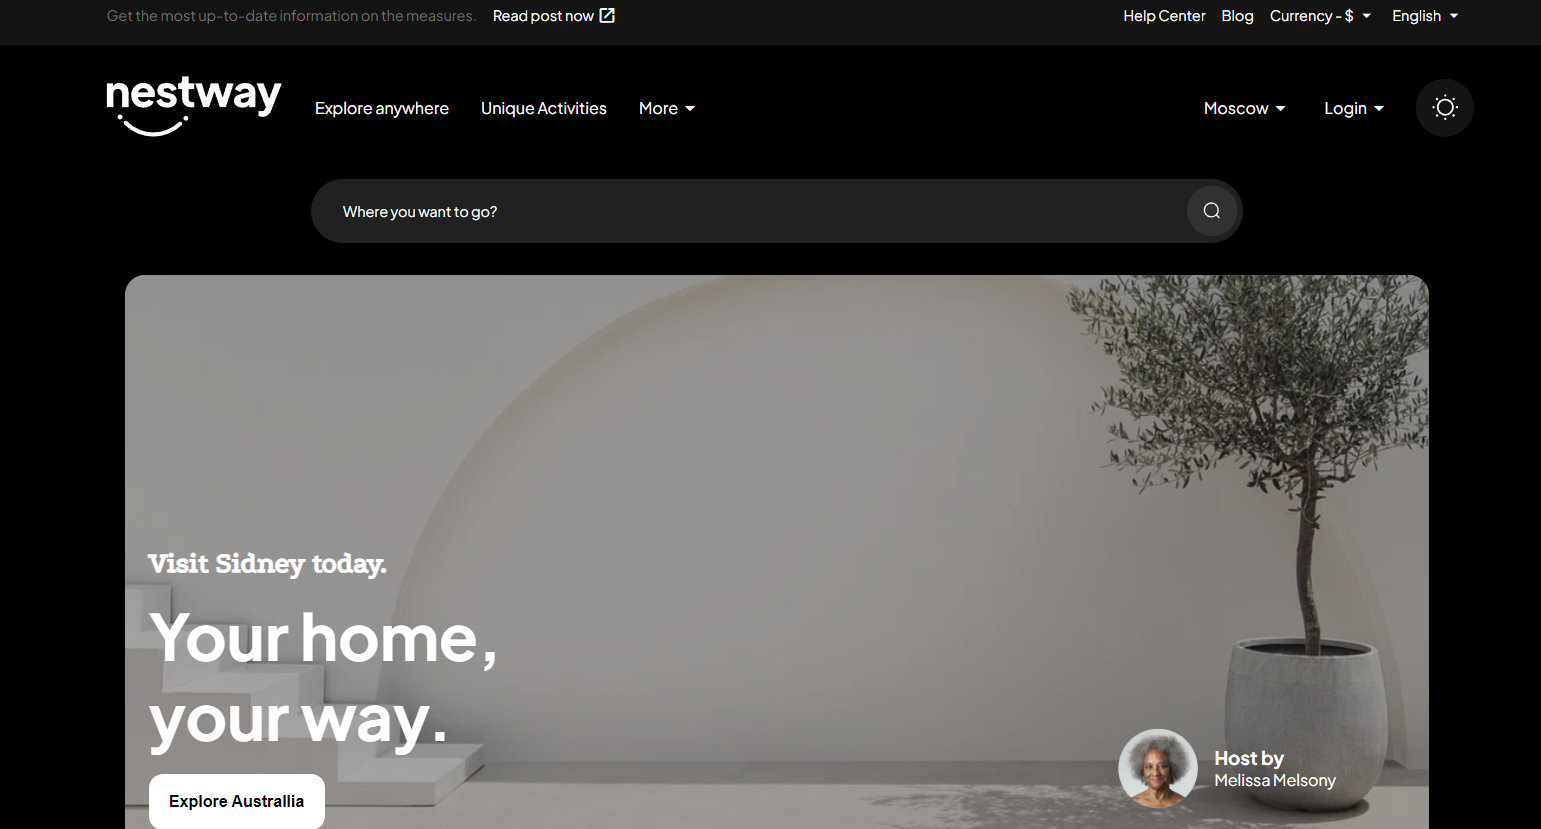 Get the most up-to-date information on the measures. Read post now Help Center Blog Currency - $ English
nestway Explore anywhere Unique Activities More Moscow Login
Where you want to go?
Visit Sidney today.
Your home,
your way.
Host by
Melissa Melsony
Explore Australlia